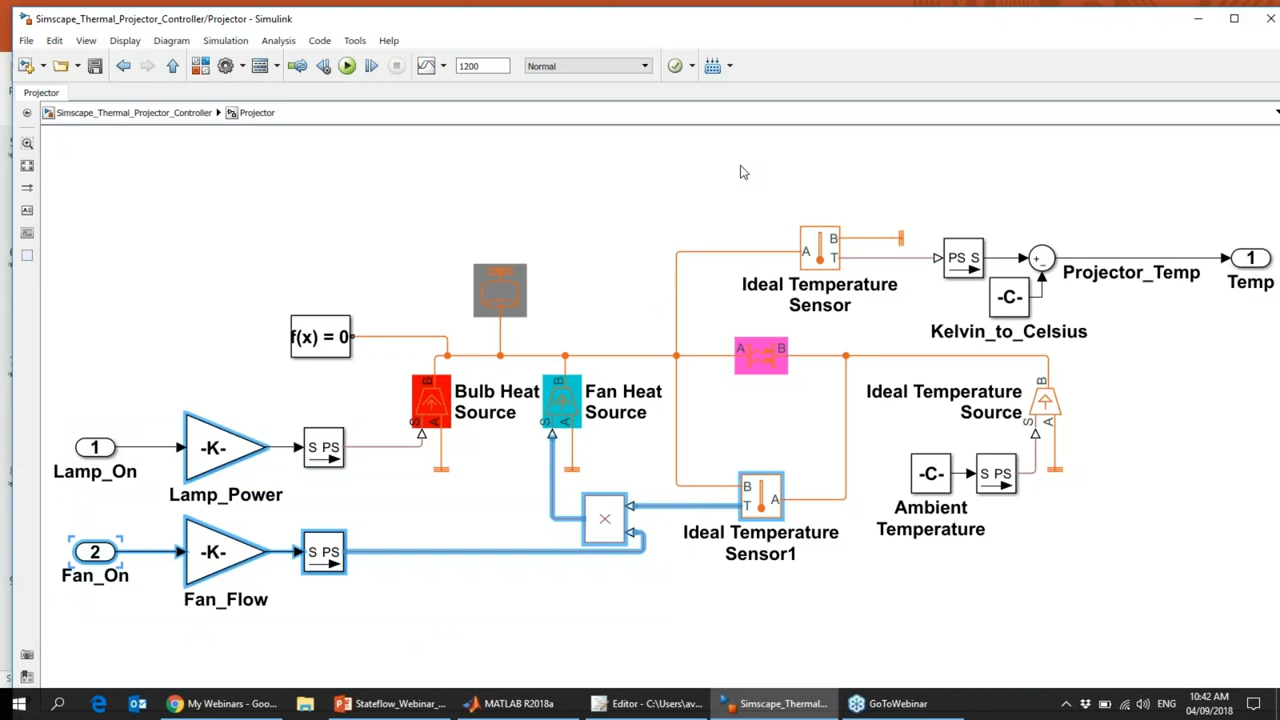 Simscape_Thermal_Projector_Controller/Projector - Simulink
File Edit View Display Diagram Simulation Analysis Code Tools Help
1200 Normal
Projector
Simscape_Thermal_Projector_Controller Projector
B
A
T
Ideal Temperature
Sensor
PS S
+
-
-C-
Kelvin_to_Celsius
Projector_Temp
1
Temp
f(x) = 0
A B
B
S A
Bulb Heat
Source
B
S A
Fan Heat
Source
Ideal Temperature
Source
B
S A
1
Lamp_On
-K-
Lamp_Power
S PS
-C-
S PS
Ambient
Temperature
B
T
A
Ideal Temperature
Sensor1
×
2
Fan_On
-K-
Fan_Flow
S PS
My Webinars - Goo...
Stateflow_Webinar_...
MATLAB R2018a
Editor - C:\Users\av...
Simscape_Thermal...
GoToWebinar
10:42 AM
04/09/2018